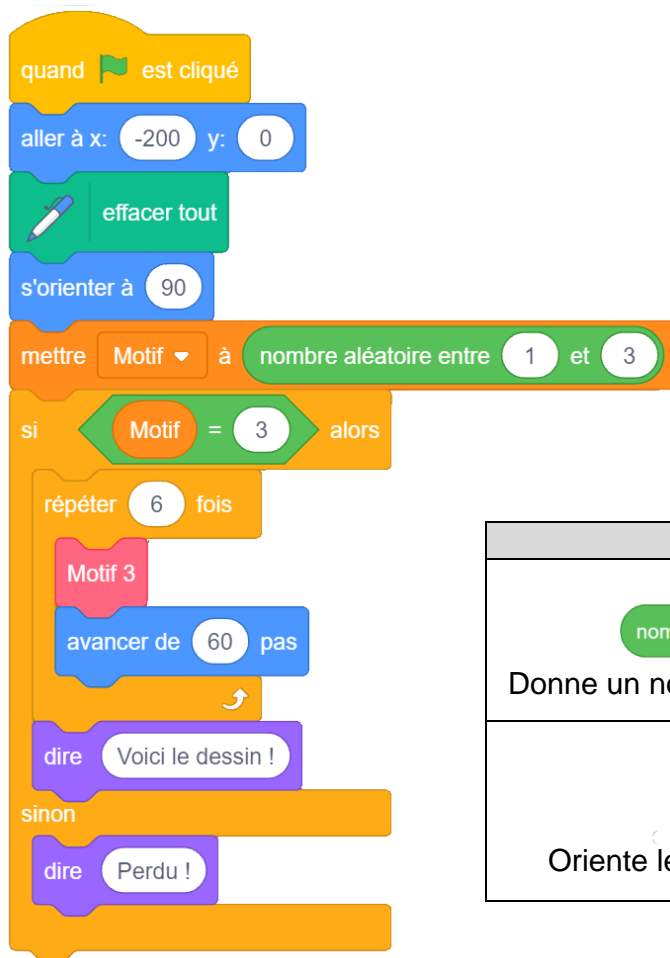 quand est cliqué
aller à x: -200 y: 0
effacer tout
s'orienter à 90
mettre Motif à nombre aléatoire entre 1 et 3
si Motif = 3 alors
répéter 6 fois
Motif 3
avancer de 60 pas
dire Voici le dessin !
sinon
dire Perdu !
Donne un
Oriente